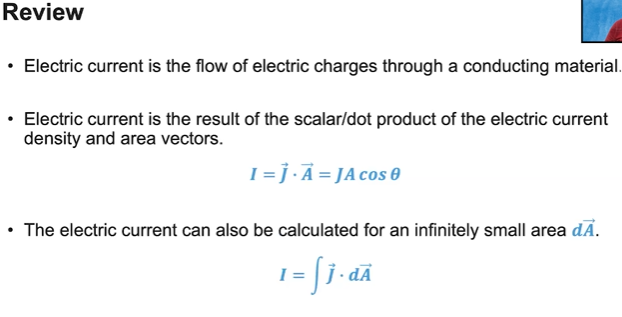 Review
• Electric current is the flow of electric charges through a conducting material.
• Electric current is the result of the scalar/dot product of the electric current
density and area vectors.
I = J⃗ · A⃗ = JA cos θ
• The electric current can also be calculated for an infinitely small area dA⃗.
I = ∫ J⃗ · dA⃗